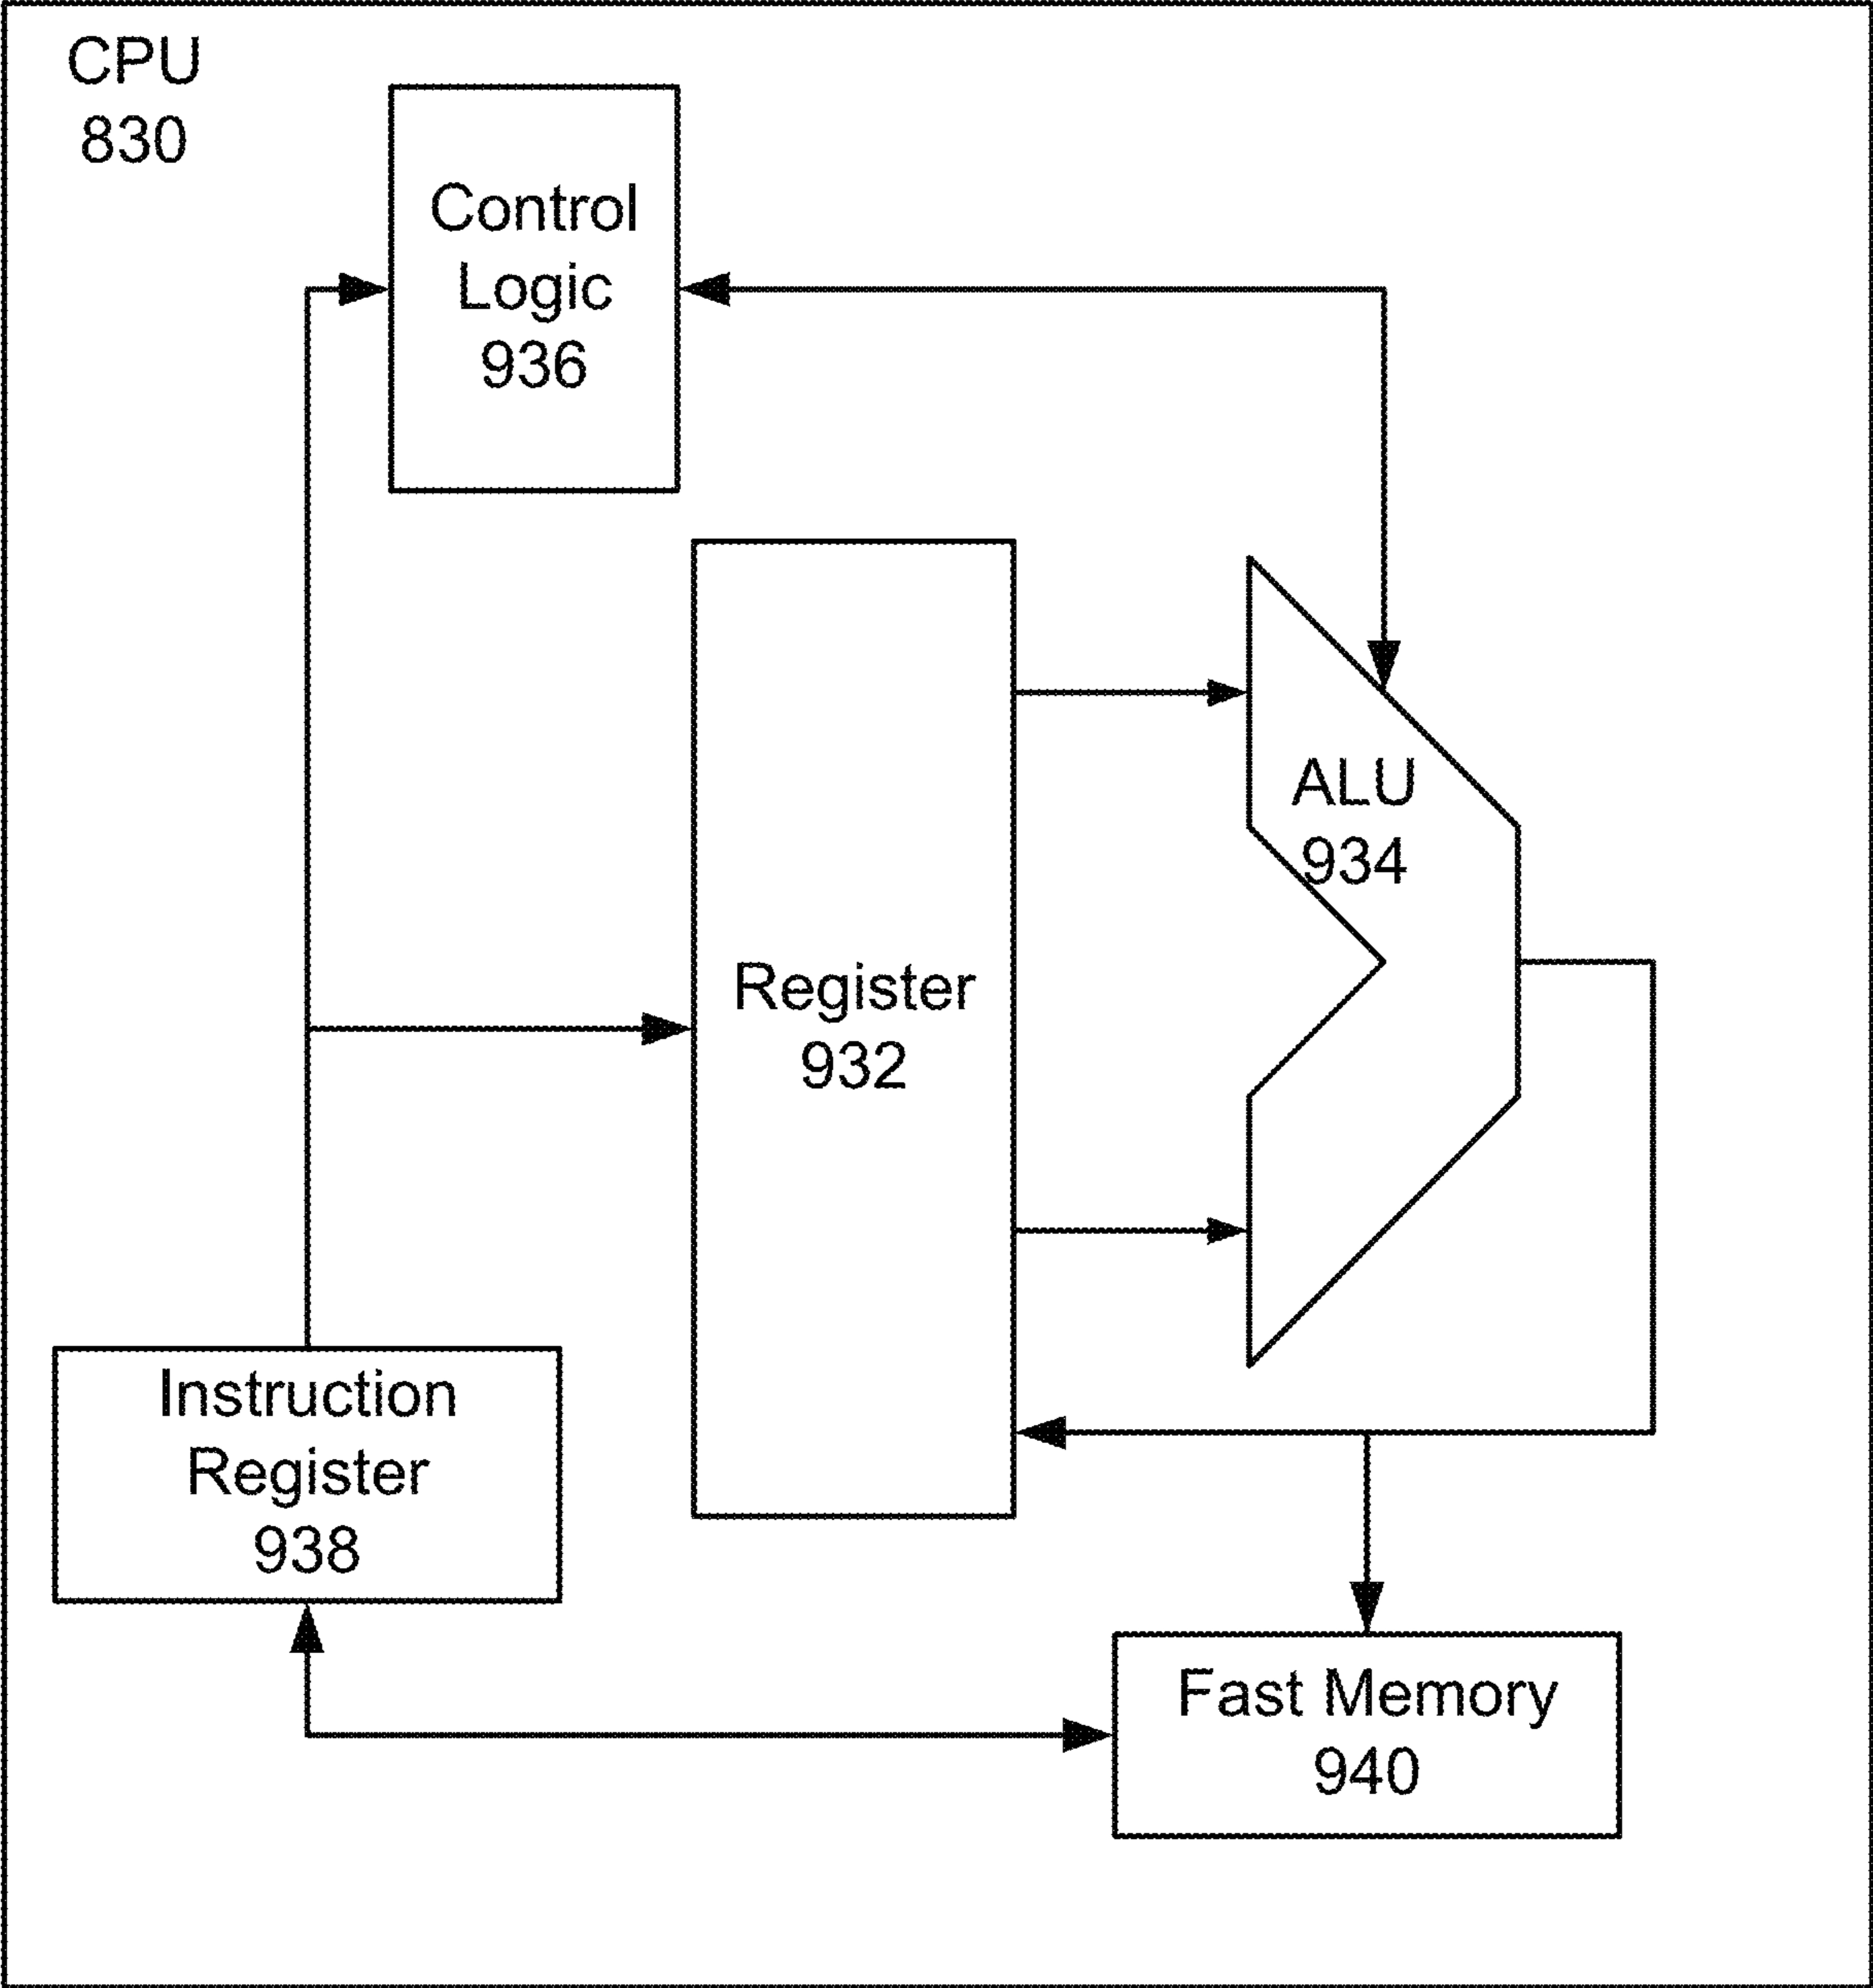 CPU
830
Control
Logic
936
ALU
934
Register
932
Instruction
Register
938
Fast Memory
940